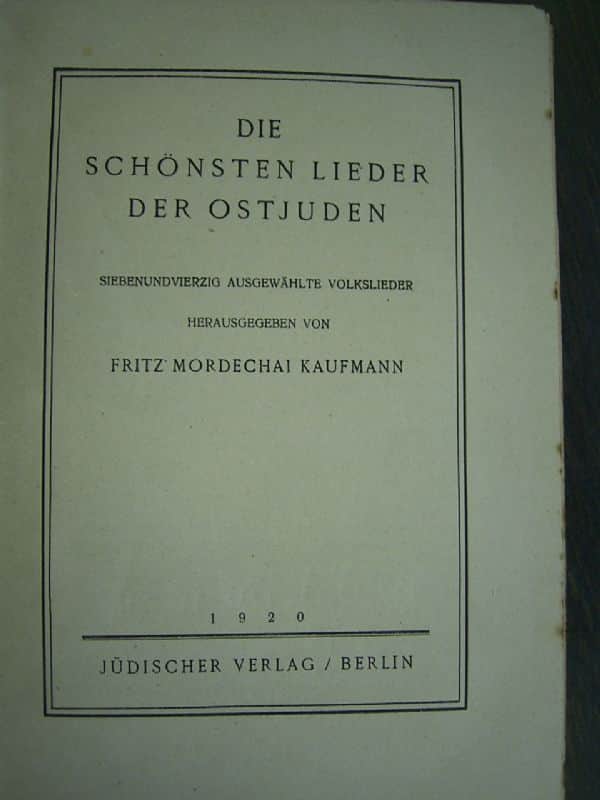 DIE
SCHÖNSTEN LIEDER
DER OSTJUDEN
SIEBENUNDVIERZIG AUSGEWÄHLTE VOLKSLIEDER
HERAUSGEGEBEN VON
FRITZ MORDECHAI KAUFMANN
1920
JÜDISCHER VERLAG / BERLIN